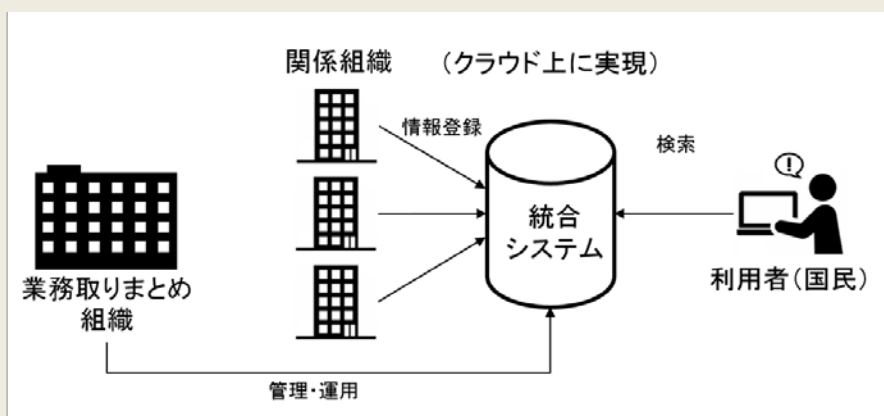 関係組織 （クラウド上に実現）
情報登録
検索
統合
システム
業務取りまとめ
組織
利用者（国民）
管理・運用